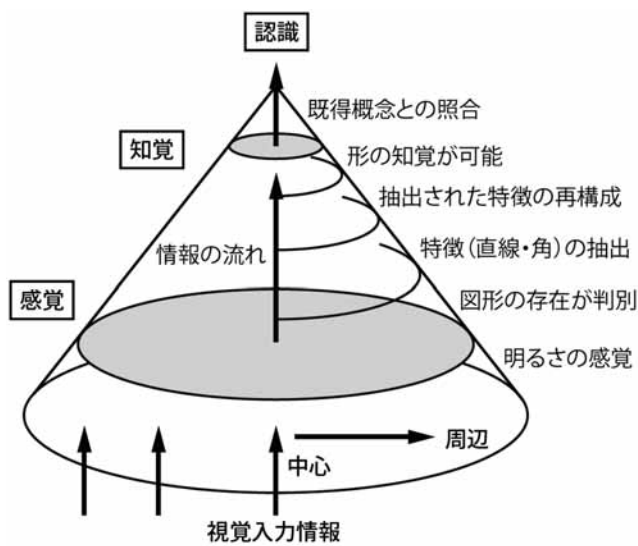 認識
既得概念との照合
知覚
形の知覚が可能
抽出された特徴の再構成
特徴（直線・角）の抽出
情報の流れ
感覚
図形の存在が判別
明るさの感覚
周辺
中心
視覚入力情報